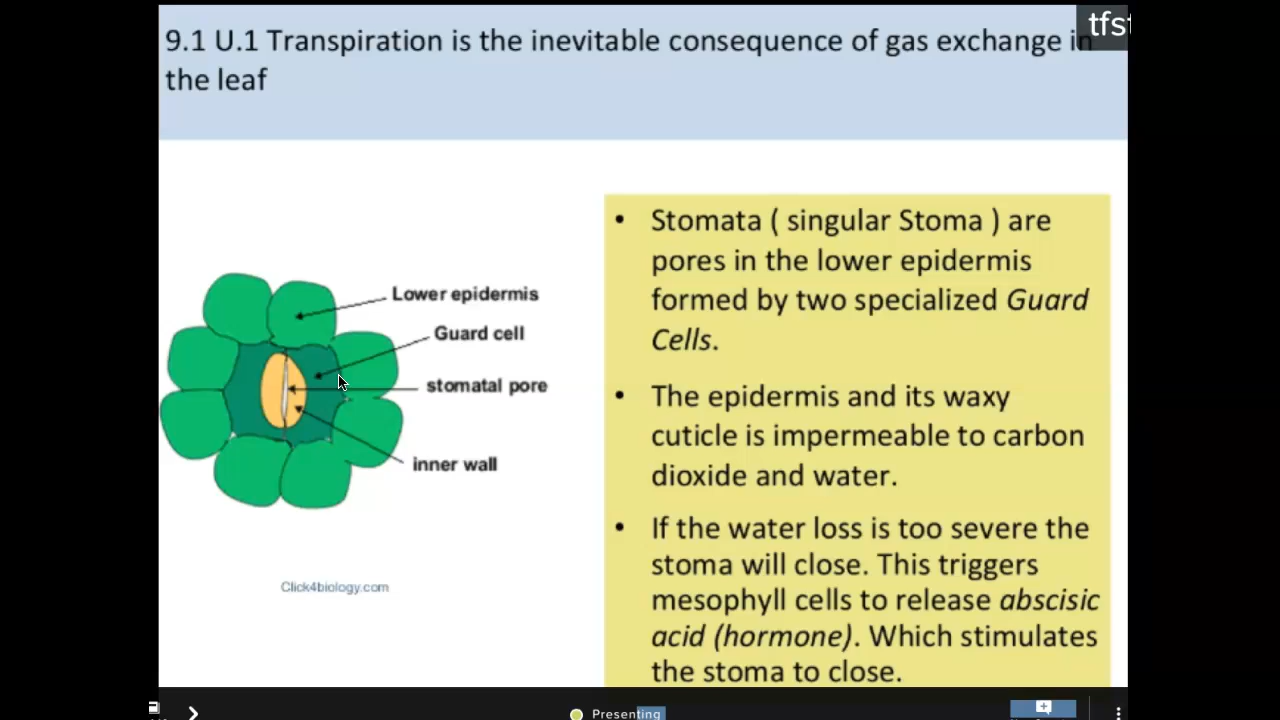 9.1 U.1 Transpiration is the inevitable consequence of gas exchange in
the leaf
tfst
Lower epidermis
Guard cell
stomatal pore
inner wall
Click4biology.com
• Stomata ( singular Stoma ) are
pores in the lower epidermis
formed by two specialized Guard
Cells.
• The epidermis and its waxy
cuticle is impermeable to carbon
dioxide and water.
• If the water loss is too severe the
stoma will close. This triggers
mesophyll cells to release abscisic
acid (hormone). Which stimulates
the stoma to close.
Presenting